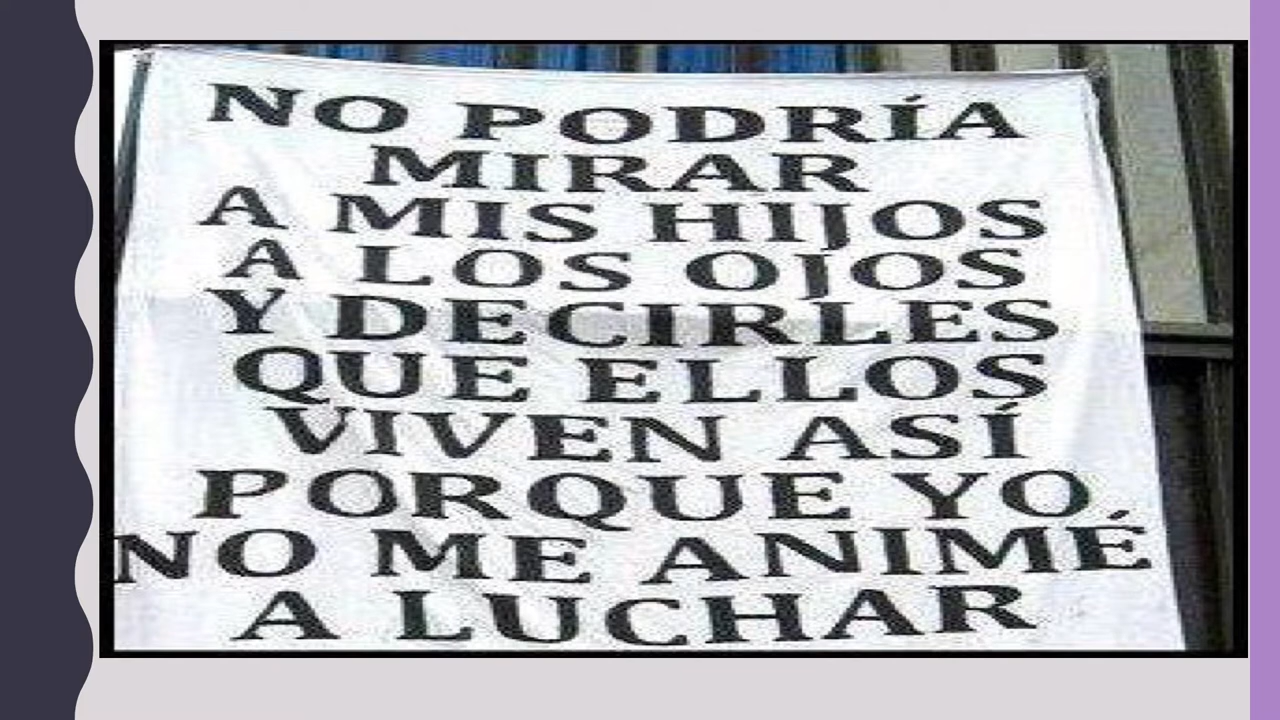 NO PODRÍA
MIRAR
A MIS HIJOS
A LOS OJOS
Y DECIRLES
QUE ELLOS
VIVEN ASÍ
PORQUE YO
NO ME ANIMÉ
A LUCHAR